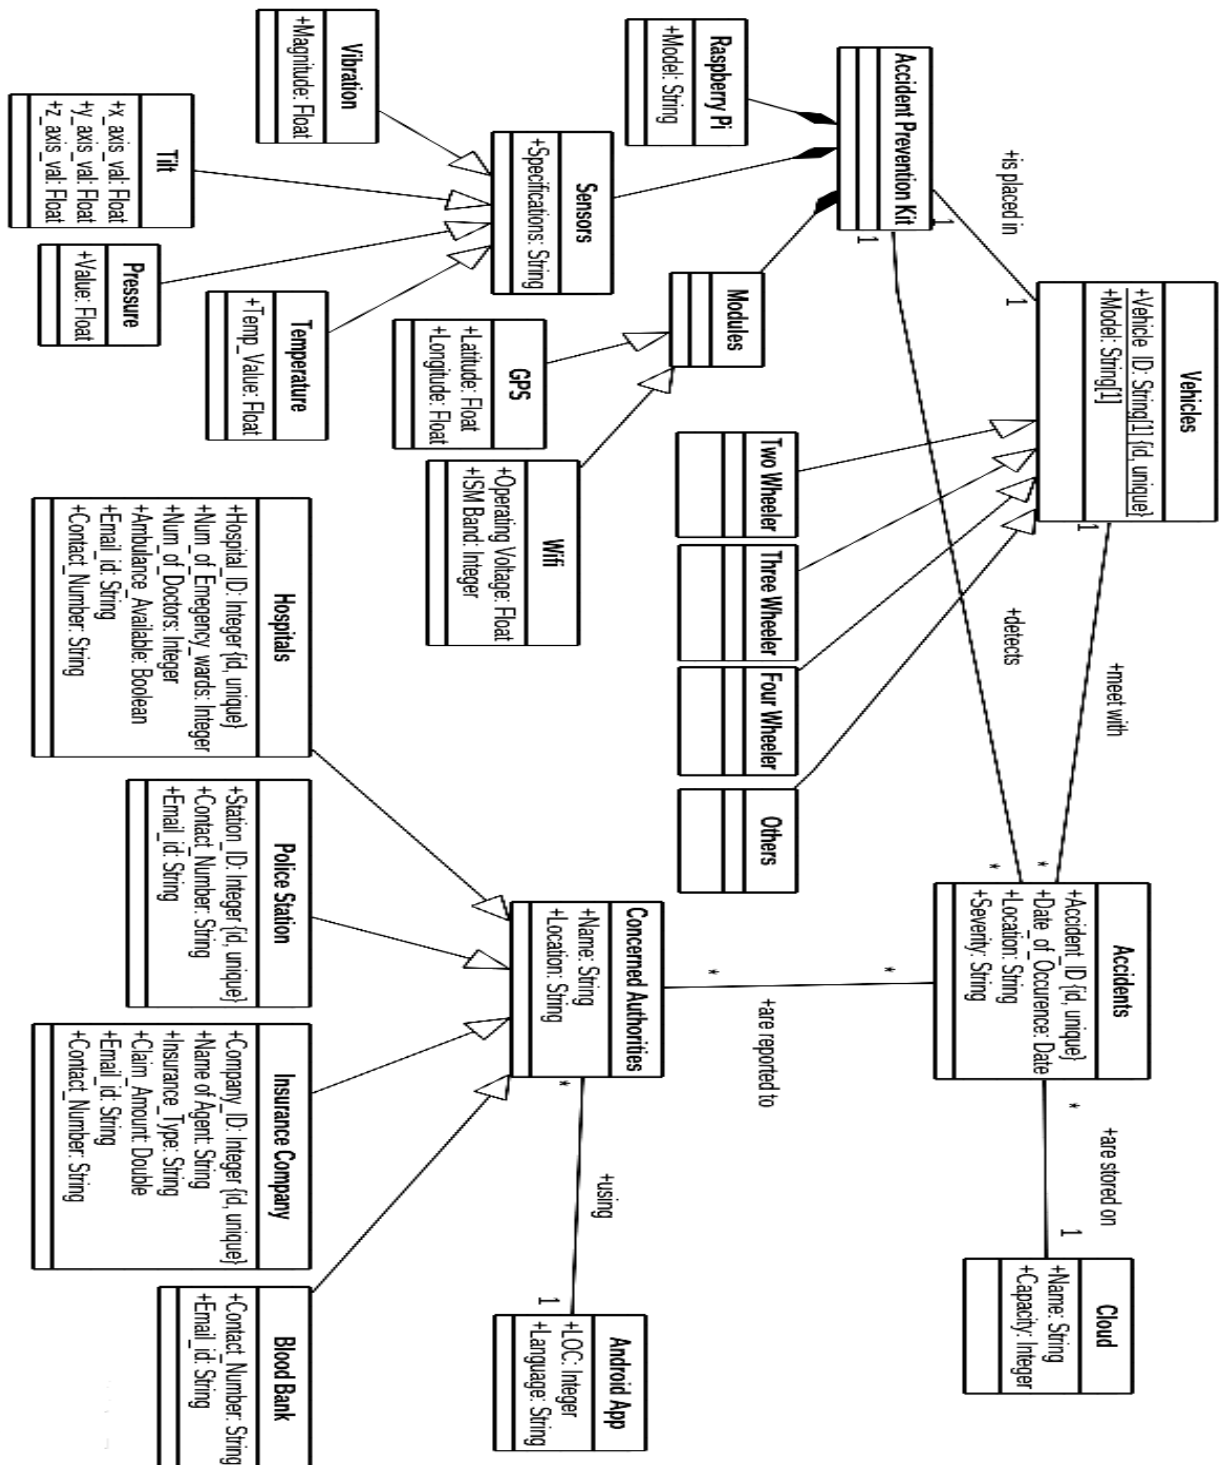 Vehicles
+Vehicle_ID: String[1] {id, unique}
+Model: String[1]
+is placed in
1
1
Accident Prevention Kit
1
+detects
*
1
+meet with
*
Accidents
+Accident_ID {id, unique}
+Date_of_Occurence: Date
+Location: String
+Severity: String
*
+are stored on
1
Cloud
+Name: String
+Capacity: Integer
Raspberry Pi
+Model: String
Sensors
+Specifications: String
Modules
Two Wheeler
Three Wheeler
Four Wheeler
Others
*
+are reported to
*
Vibration
+Magnitude: Float
Tilt
+x_axis_val: Float
+y_axis_val: Float
+z_axis_val: Float
Pressure
+Value: Float
Temperature
+Temp_Value: Float
GPS
+Latitude: Float
+Longitude: Float
Wifi
+Operating Voltage: Float
+ISM Band: Integer
Concerned Authorities
+Name: String
+Location: String
*
+using
1
Android App
+LOC: Integer
+Language: String
Hospitals
+Hospital_ID: Integer {id, unique}
+Num_of_Emegency_wards: Integer
+Num_of_Doctors: Integer
+Ambulance_Available: Boolean
+Email_id: String
+Contact_Number: String
Police Station
+Station_ID: Integer {id, unique}
+Contact_Number: String
+Email_id: String
Insurance Company
+Company_ID: Integer {id, unique}
+Name of Agent: String
+Insurance_Type: String
+Claim_Amount: Double
+Email_id: String
+Contact_Number: String
Blood Bank
+Contact_Number: String
+Email_id: String